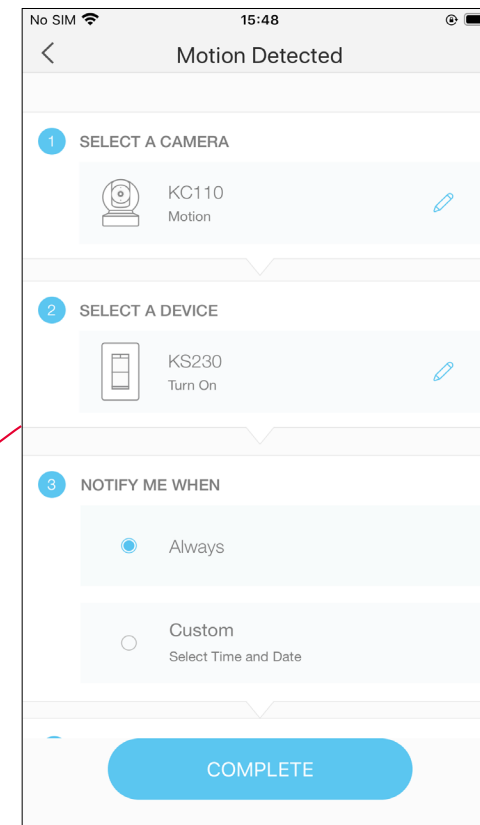 No SIM
15:48
Motion Detected
1 SELECT A CAMERA
KC110
Motion
2 SELECT A DEVICE
KS230
Turn On
3 NOTIFY ME WHEN
Always
Custom
Select Time and Date
COMPLETE